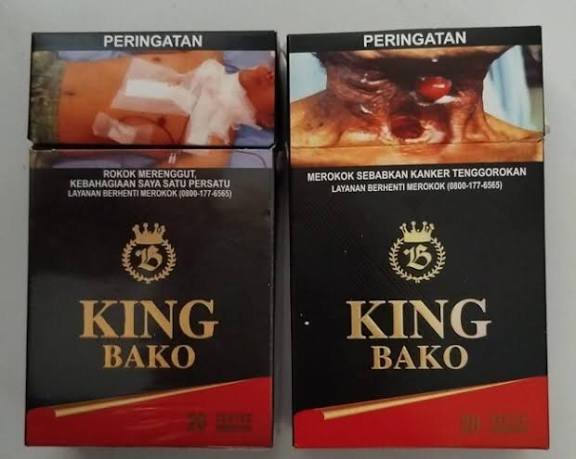 PERINGATAN
ROKOK MERENGGUT,
KEBAHAGIAAN SAYA SATU PERSATU
LAYANAN BERHENTI MEROKOK (0800-177-6565)
B
KING
BAKO
20
PERINGATAN
MEROKOK SEBABKAN KANKER TENGGOROKAN
LAYANAN BERHENTI MEROKOK (0800-177-6565)
B
KING
BAKO